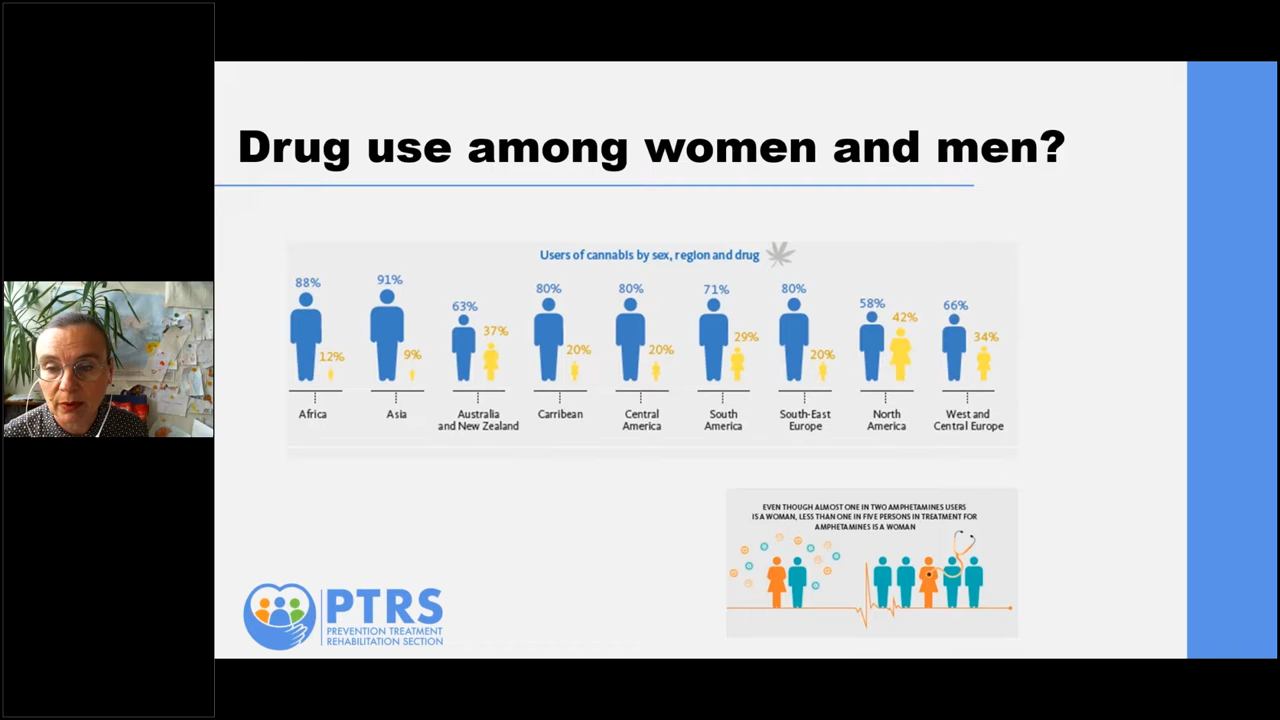 Drug use among women and men?
Users of cannabis by sex, region and drug
88%
12%
91%
9%
63%
37%
80%
20%
80%
20%
71%
29%
80%
20%
58%
42%
66%
34%
Africa
Asia
Australia
and New Zealand
Carribean
Central
America
South
America
South-East
Europe
North
America
West and
Central Europe
EVEN THOUGH ALMOST ONE IN TWO AMPHETAMINES USERS
IS A WOMAN, LESS THAN ONE IN FIVE PERSONS IN TREATMENT FOR
AMPHETAMINES IS A WOMAN
PTRS
PREVENTION TREATMENT
REHABILITATION SECTION